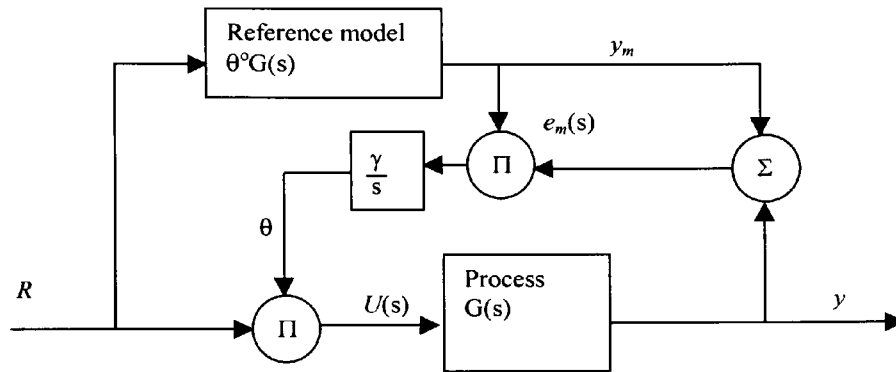 Reference model
θ°G(s)
y_m
e_m(s)
γ
s
Π
Σ
θ
Process
G(s)
R
U(s)
y
Π